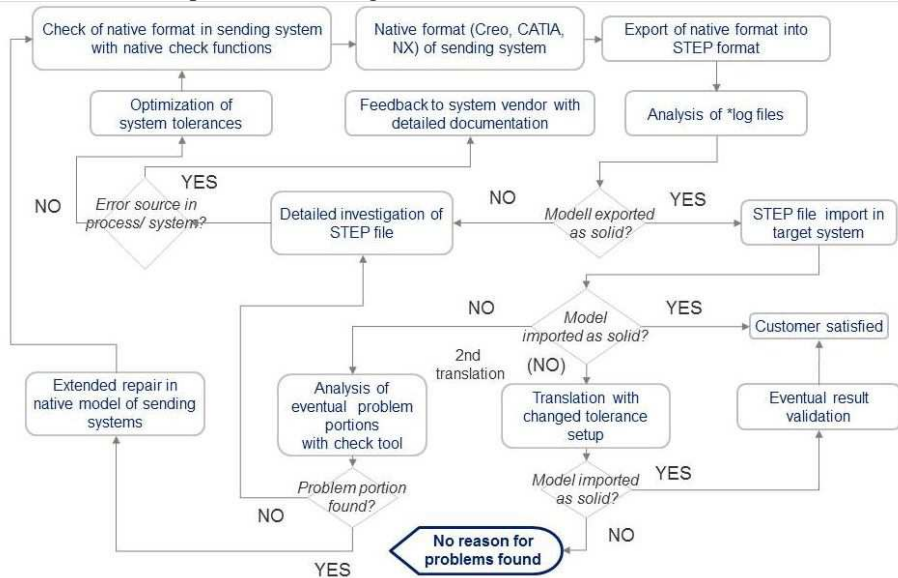 Check of native format in sending system
with native check functions
Native format (Creo, CATIA,
NX) of sending system
Export of native format into
STEP format
Optimization of
system tolerances
Feedback to system vendor with
detailed documentation
Analysis of *log files
NO
YES
Error source in
process/ system?
Detailed investigation of
STEP file
NO
Modell exported
as solid?
YES
STEP file import in
target system
NO
Model
imported as solid?
YES
Customer satisfied
2nd
translation
(NO)
Extended repair in
native model of sending
systems
Analysis of
eventual problem
portions
with check tool
Translation with
changed tolerance
setup
Eventual result
validation
Problem portion
found?
NO
YES
Model imported
as solid?
YES
NO
No reason for
problems found